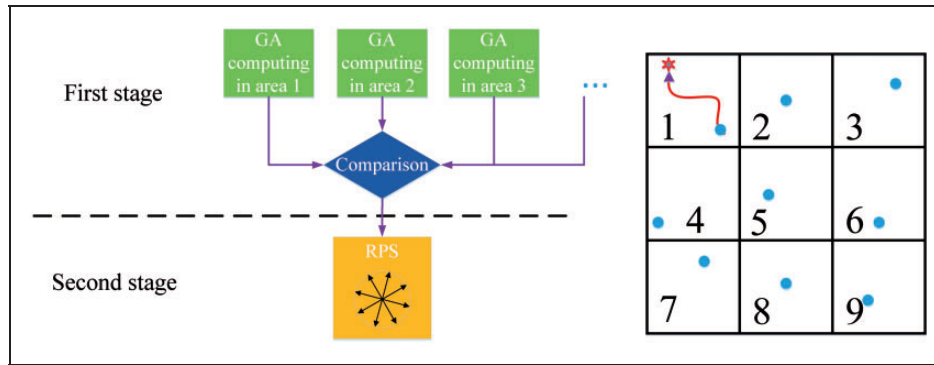 First stage
GA
computing
in area 1
GA
computing
in area 2
GA
computing
in area 3
...
Comparison
Second stage
RPS
1
2
3
4
5
6
7
8
9